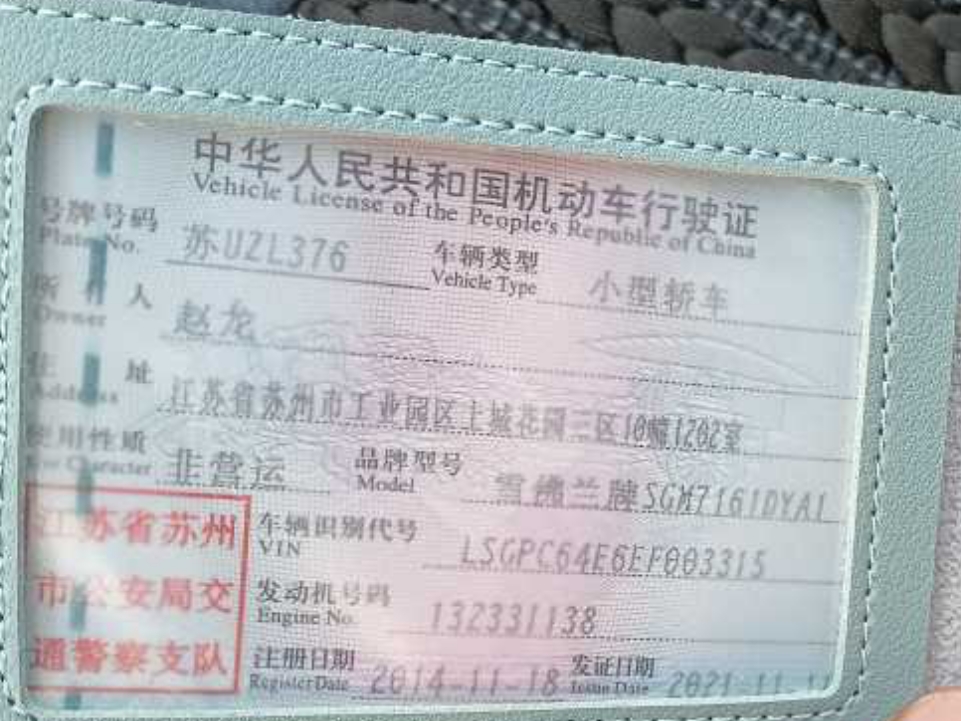 中华人民共和国机动车行驶证
Vehicle License of the People's Republic of China
号牌号码 苏UZL376 车辆类型 小型轿车
Plate No. Vehicle Type
所有人 赵龙
Owner
住址 江苏省苏州市工业园区土城花园三区10幢1202室
Address
使用性质 非营运 品牌型号 雪佛兰牌SGM7161DYA1
Use Character Model
江苏省苏州 车辆识别代号 LSGPC64E6EF003315
VIN
市公安局交 发动机号码 132331138
Engine No.
通警察支队 注册日期 2014-11-18 发证日期 2021-11-11
Register Date Issue Date